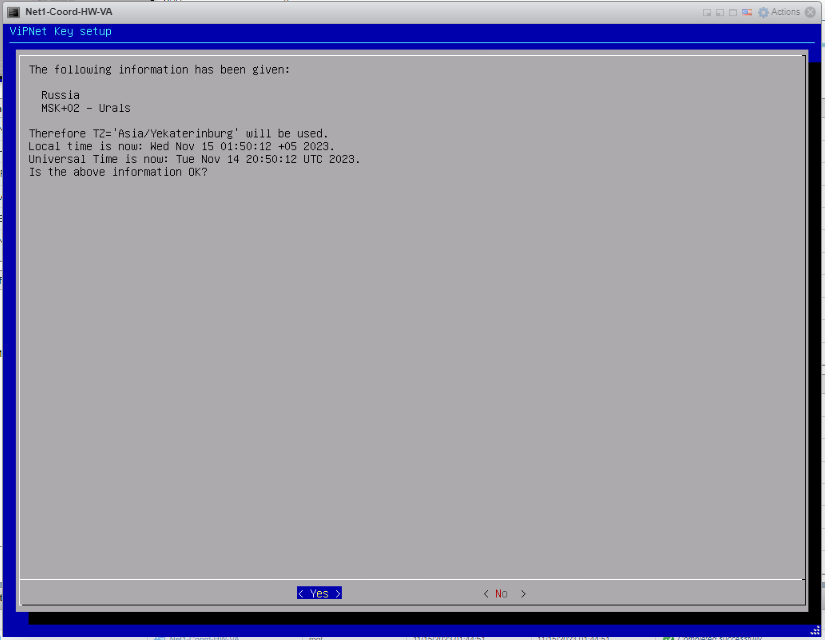 Net1-Coord-HW-VA
Actions
ViPNet Key setup
The following information has been given:
Russia
MSK+02 - Urals
Therefore TZ='Asia/Yekaterinburg' will be used.
Local time is now: Wed Nov 15 01:50:12 +05 2023.
Universal Time is now: Tue Nov 14 20:50:12 UTC 2023.
Is the above information OK?
< Yes > < No >